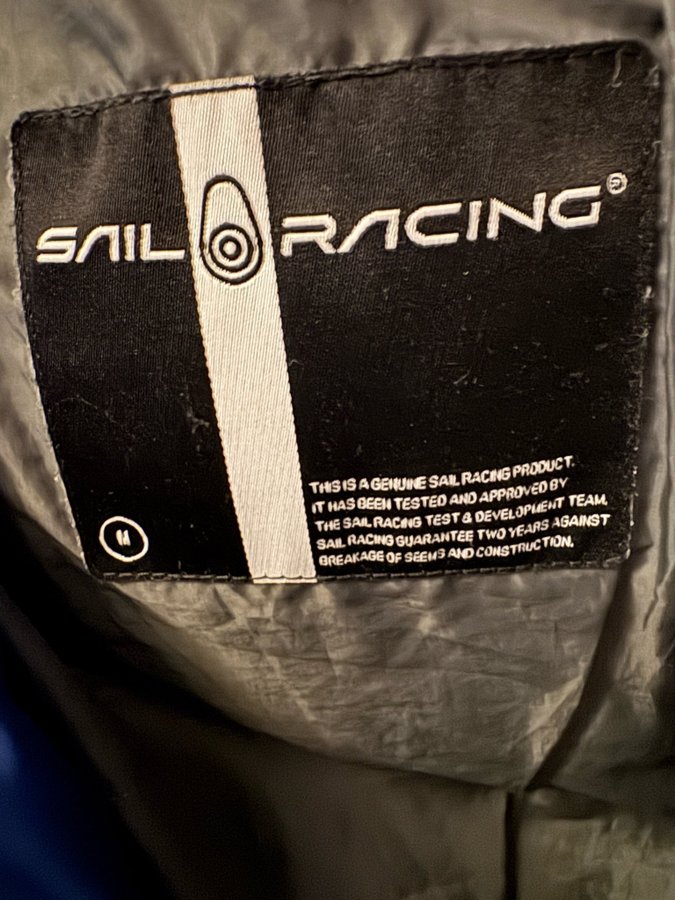 SAIL RACING®
THIS IS A GENUINE SAIL RACING PRODUCT.
IT HAS BEEN TESTED AND APPROVED BY
THE SAIL RACING TEST & DEVELOPMENT TEAM.
SAIL RACING GUARANTEE TWO YEARS AGAINST
BREAKAGE OF SEEMS AND CONSTRUCTION.
M